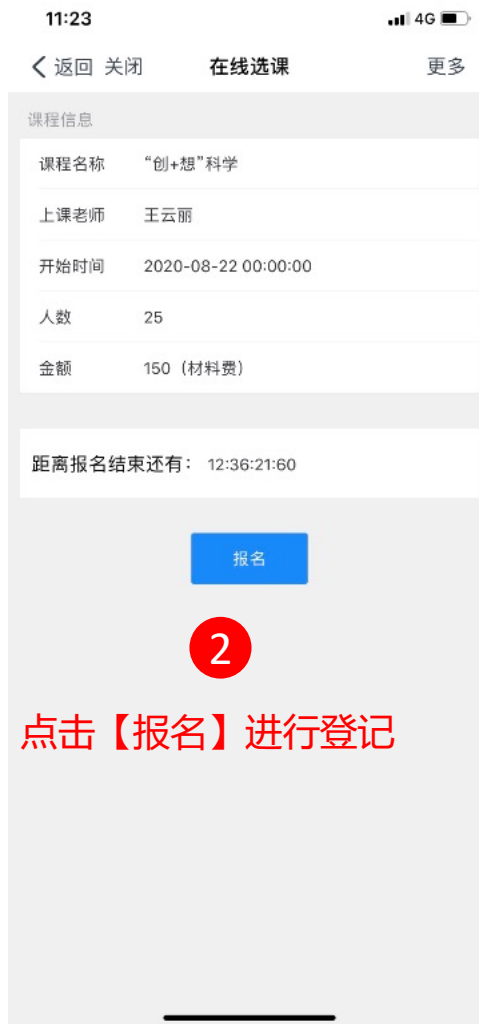 11:23 4G
返回 关闭 在线选课 更多
课程信息
课程名称 “创+想”科学
上课老师 王云丽
开始时间 2020-08-22 00:00:00
人数 25
金额 150（材料费）
距离报名结束还有： 12:36:21:60
报名
2
点击【报名】进行登记